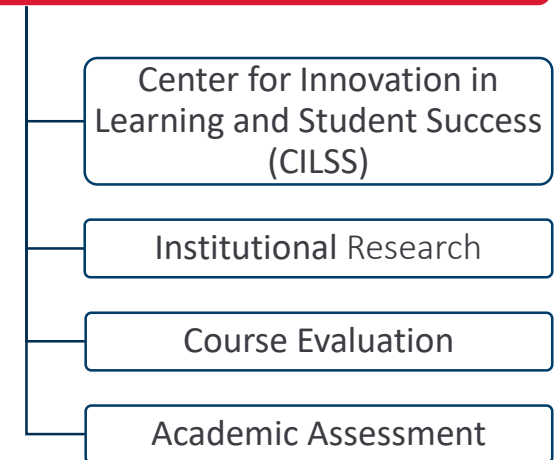 Center for Innovation in
Learning and Student Success
(CILSS)
Institutional Research
Course Evaluation
Academic Assessment